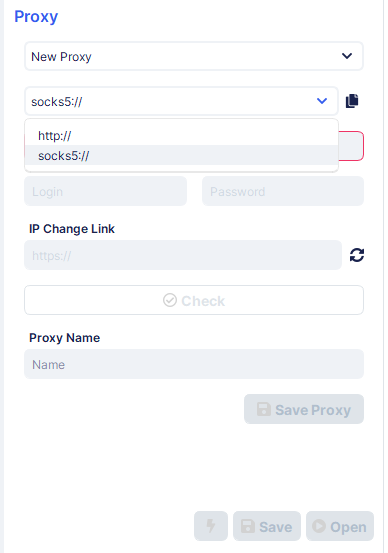 Proxy
New Proxy
socks5://
http://
socks5://
Login Password
IP Change Link
https://
Check
Proxy Name
Name
Save Proxy
Save Open